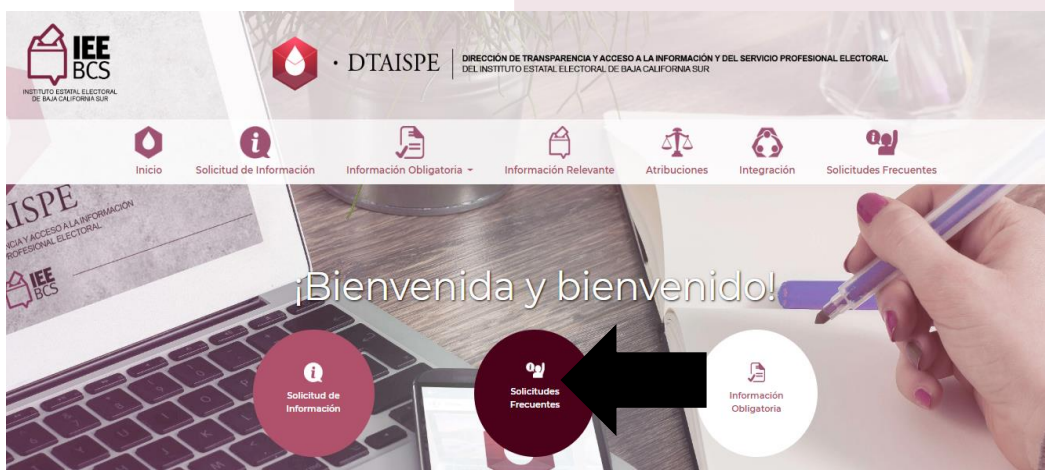 IEE
BCS
INSTITUTO ESTATAL ELECTORAL
DE BAJA CALIFORNIA SUR
· DTAISPE
DIRECCIÓN DE TRANSPARENCIA Y ACCESO A LA INFORMACIÓN Y DEL SERVICIO PROFESIONAL ELECTORAL
DEL INSTITUTO ESTATAL ELECTORAL DE BAJA CALIFORNIA SUR
Inicio
Solicitud de Información
Información Obligatoria
Información Relevante
Atribuciones
Integración
Solicitudes Frecuentes
AISPE
NCIA Y ACCESO A LA INFORMACIÓN
PROFESIONAL ELECTORAL
IEE
BCS
¡Bienvenida y bienvenido!
Solicitud de
Información
Solicitudes
Frecuentes
Información
Obligatoria